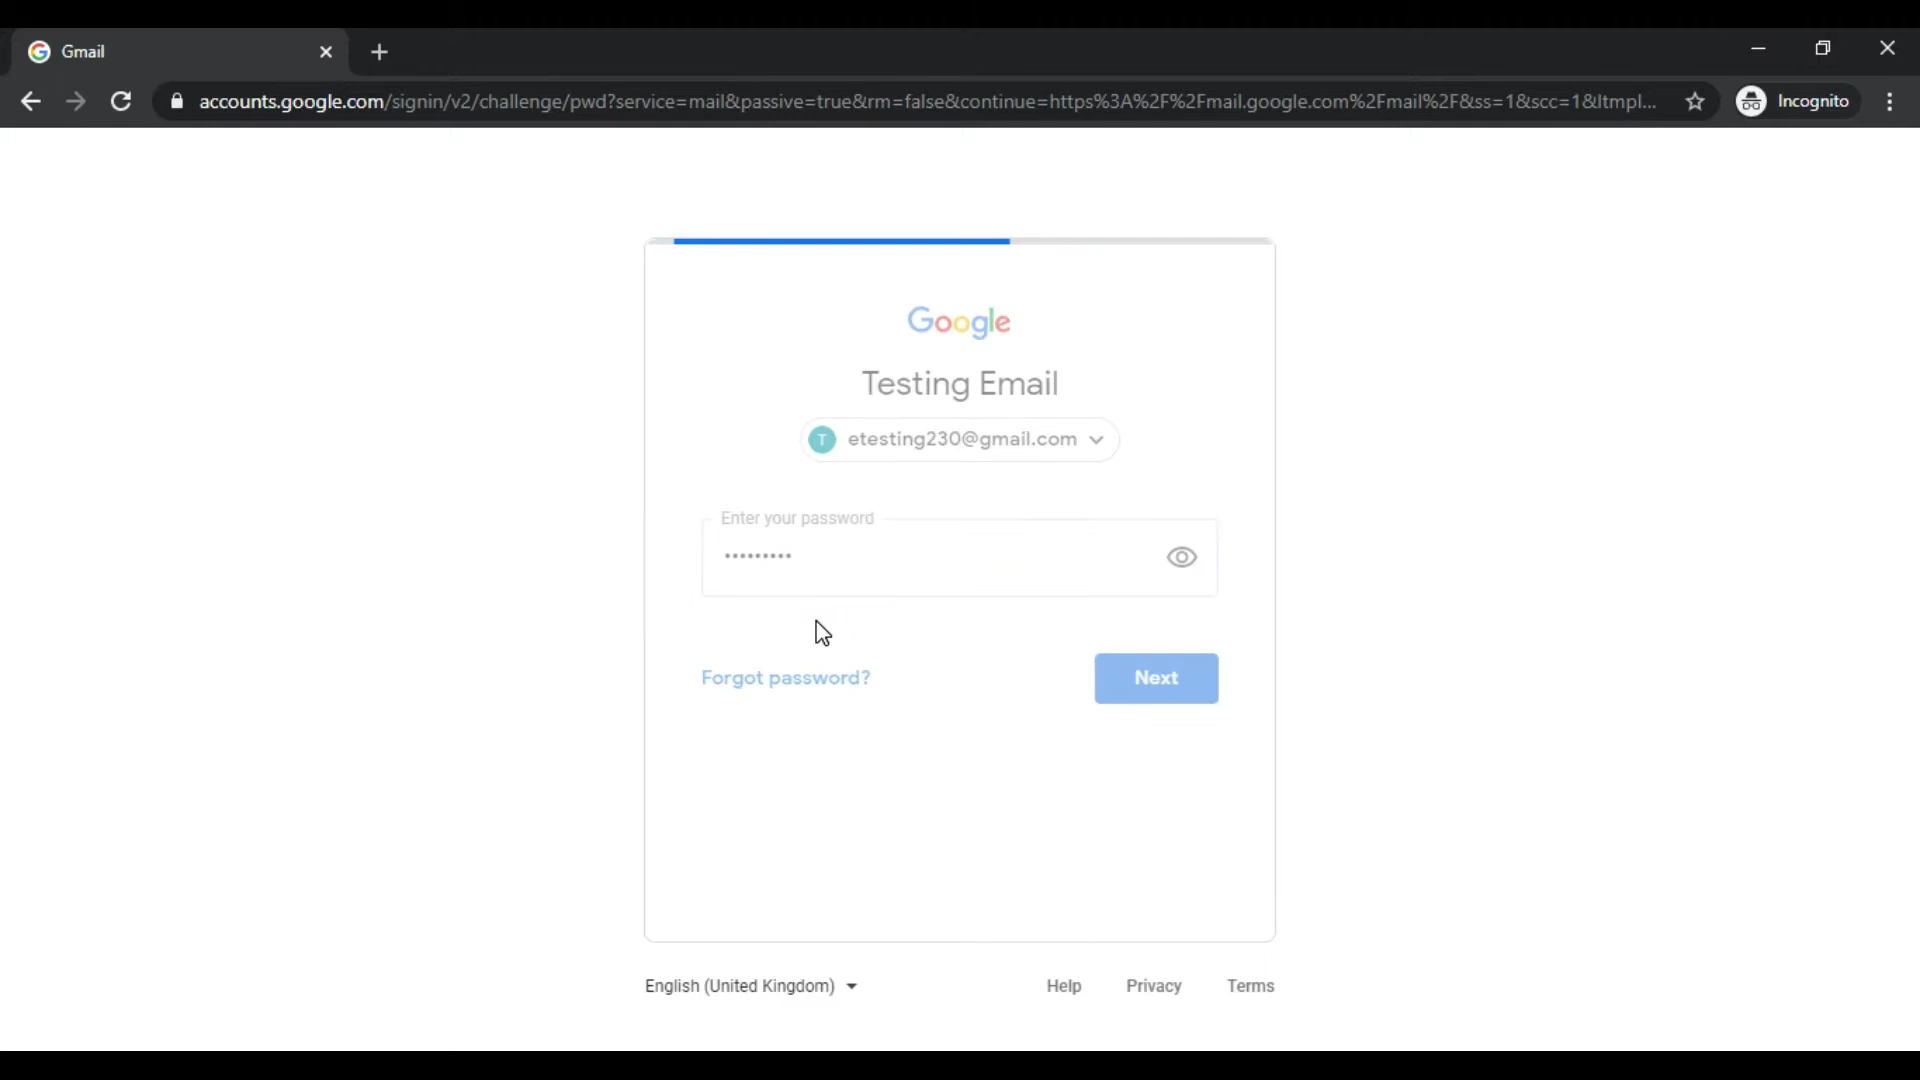 Gmail
accounts.google.com/signin/v2/challenge/pwd?service=mail&passive=true&rm=false&continue=https%3A%2F%2Fmail.google.com%2Fmail%2F&ss=1&scc=1&ltmpl...
Incognito
Google
Testing Email
T etesting230@gmail.com
Enter your password
•••••••••
Forgot password?
Next
English (United Kingdom)
Help
Privacy
Terms